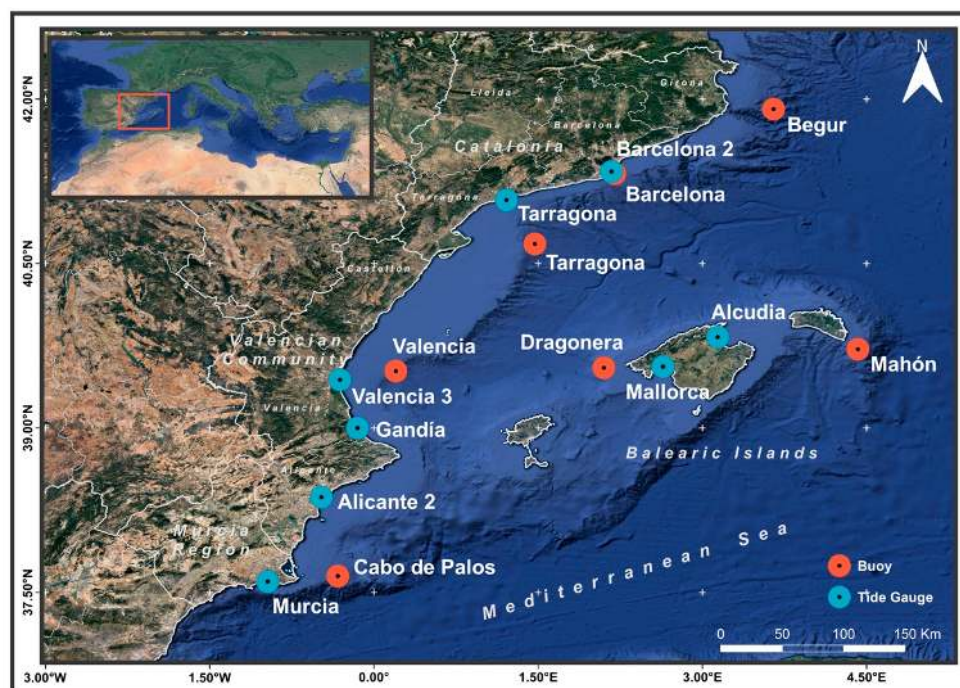 N
42.00°N
40.50°N
39.00°N
37.50°N
Lleida
Girona
Barcelona
Catalonia
Tarragona
Castellon
Valencian
Community
Valencia
Alicante
Murcia
Region
Begur
Barcelona 2
Barcelona
Tarragona
Tarragona
Alcudia
Dragonera
Valencia
Mahón
Mallorca
Valencia 3
Gandía
Balearic Islands
Alicante 2
Cabo de Palos
Murcia
Mediterranean Sea
Buoy
Tide Gauge
0 50 100 150 Km
3.00°W 1.50°W 0.00° 1.50°E 3.00°E 4.50°E